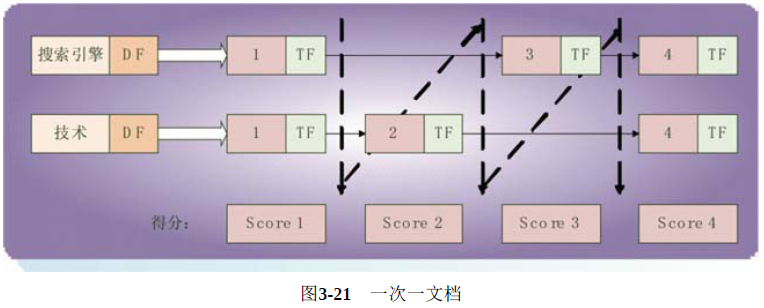 搜索引擎 DF 1 TF 3 TF 4 TF
技术 DF 1 TF 2 TF 4 TF
得分: Score 1 Score 2 Score 3 Score 4
图3-21 一次一文档